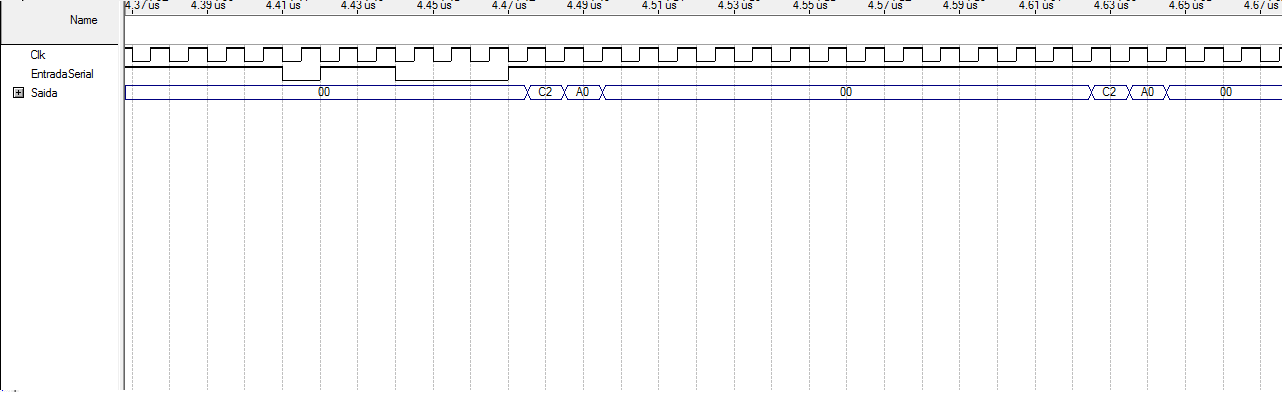 4.37 us 4.39 us 4.41 us 4.43 us 4.45 us 4.47 us 4.49 us 4.51 us 4.53 us 4.55 us 4.57 us 4.59 us 4.61 us 4.63 us 4.65 us 4.67 us
Name
Clk
EntradaSerial
Saida 00 C2 A0 00 C2 A0 00